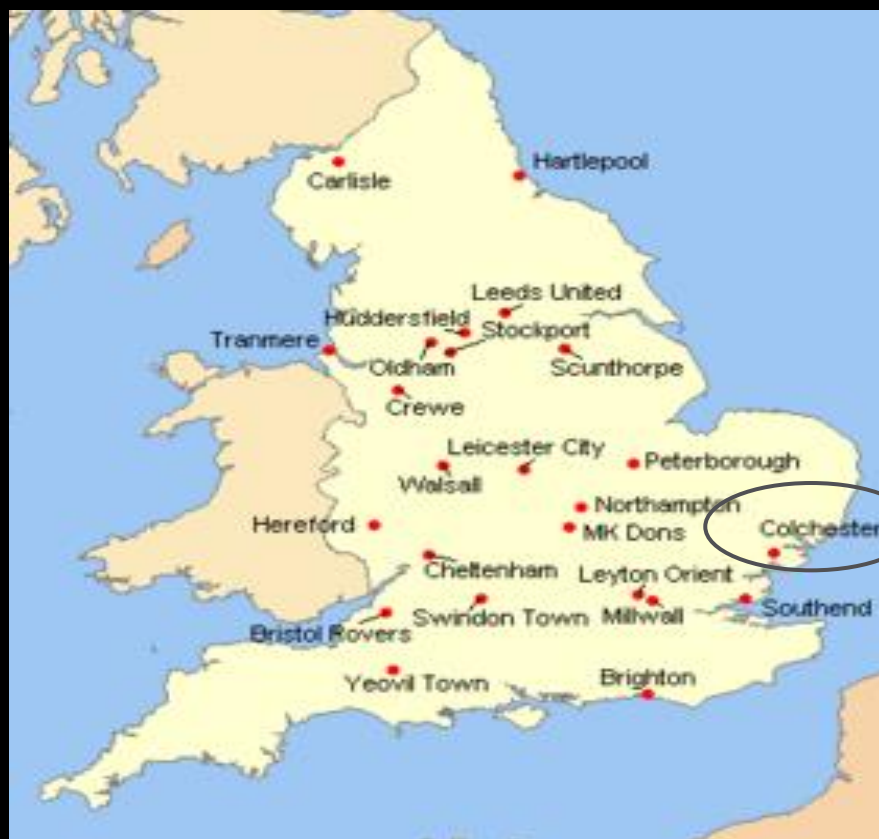 Hartlepool
Carlisle
Leeds United
Huddersfield
Stockport
Tranmere
Oldham
Scunthorpe
Crewe
Leicester City
Peterborough
Walsall
Northampton
Hereford
MK Dons
Colchester
Cheltenham
Leyton Orient
Swindon Town
Millwall
Southend
Bristol Rovers
Yeovil Town
Brighton